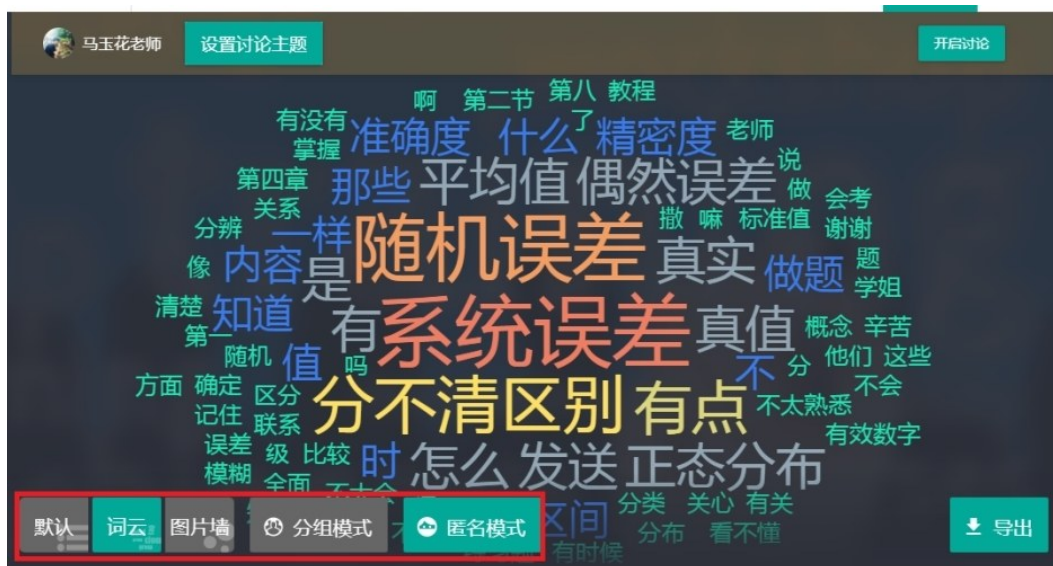 马玉花老师 设置讨论主题 开启讨论
啊 第二节 第八 教程
有没有 准确度 什么 了 精密度 老师
掌握 那些 平均值 偶然误差 说
第四章 做 会考
关系 一样 随机误差 撒 嘛 标准值 谢谢
分辨 真实 题
像 内容 是 做题 学姐
清楚 知道 有 系统误差 真值 概念 辛苦
第一 随机 值 吗 不 分 他们 这些
方面 确定 区分 分不清区别 有点 不会
记住 联系 不太熟悉
误差 级 比较 时 怎么 发送 正态分布 有效数字
模糊 全面
区间 分类 关心 有关
分布 看不懂
有时候
默认 词云 图片墙 分组模式 匿名模式 导出